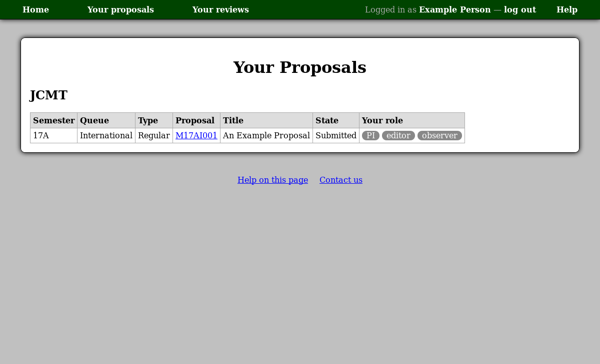 Home Your proposals Your reviews Logged in as Example Person — log out Help
Your Proposals
JCMT
Semester Queue Type Proposal Title State Your role
17A International Regular M17AI001 An Example Proposal Submitted PI editor observer
Help on this page Contact us